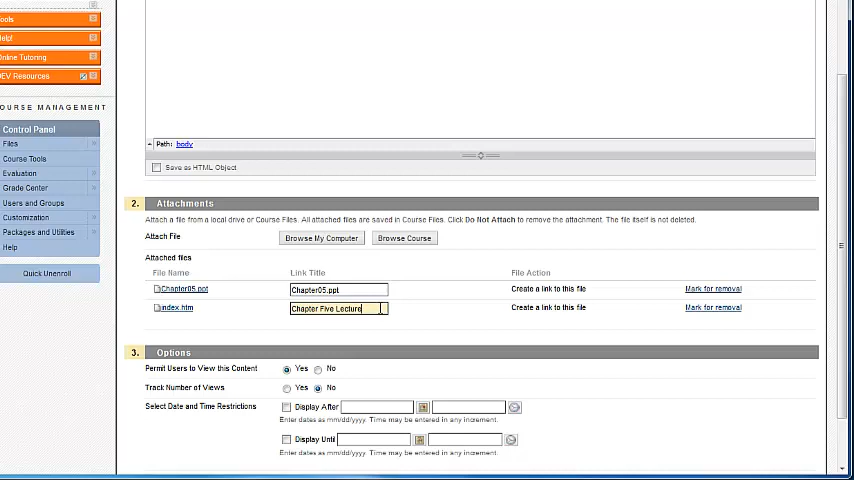 Tools
Help!
Online Tutoring
DEV Resources
COURSE MANAGEMENT
Control Panel
Files
Course Tools
Evaluation
Grade Center
Users and Groups
Customization
Packages and Utilities
Help
Quick Unenroll
Path: body
Save as HTML Object
2. Attachments
Attach a file from a local drive or Course Files. All attached files are saved in Course Files. Click Do Not Attach to remove the attachment. The file itself is not deleted.
Attach File Browse My Computer Browse Course
Attached files
File Name Link Title File Action
Chapter05.ppt Chapter05.ppt Create a link to this file Mark for removal
index.htm Chapter Five Lecture Create a link to this file Mark for removal
3. Options
Permit Users to View this Content Yes No
Track Number of Views Yes No
Select Date and Time Restrictions Display After
Enter dates as mm/dd/yyyy. Time may be entered in any increment.
Display Until
Enter dates as mm/dd/yyyy. Time may be entered in any increment.